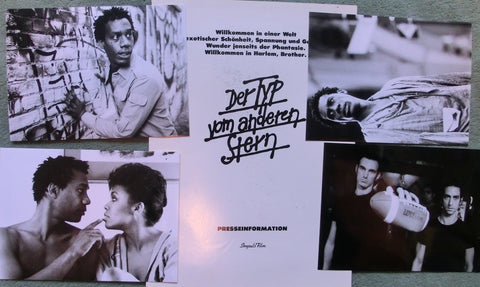 Willkommen in einer Welt
exotischer Schönheit, Spannung und
Wunder jenseits der Phantasie.
Willkommen in Harlem, Brother.
Der Typ
vom anderen
Stern
PRESSEINFORMATION